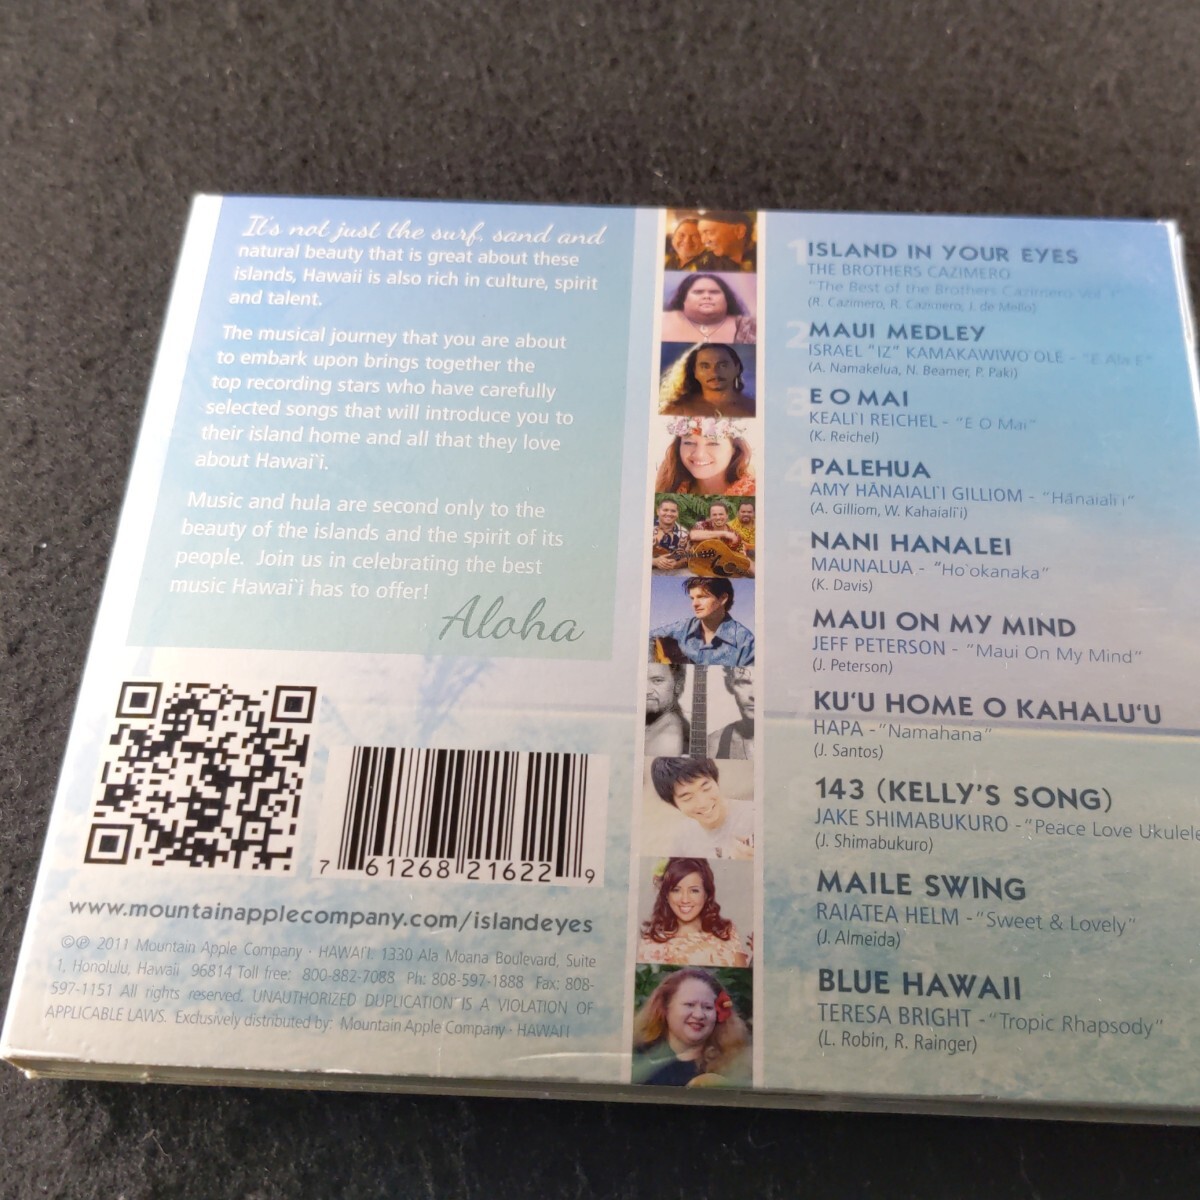 It's not just the surf, sand and
natural beauty that is great about these
islands, Hawaii is also rich in culture, spirit
and talent.
The musical journey that you are about
to embark upon brings together the
top recording stars who have carefully
selected songs that will introduce you to
their island home and all that they love
about Hawai`i.
Music and hula are second only to the
beauty of the islands and the spirit of its
people. Join us in celebrating the best
music Hawai`i has to offer!
Aloha
7 61268 21622 9
www.mountainapplecompany.com/islandeyes
©℗ 2011 Mountain Apple Company · HAWAI`I. 1330 Ala Moana Boulevard, Suite
1, Honolulu, Hawaii 96814 Toll free: 800-882-7088 Ph: 808-597-1888 Fax: 808-
597-1151 All rights reserved. UNAUTHORIZED DUPLICATION IS A VIOLATION OF
APPLICABLE LAWS. Exclusively distributed by: Mountain Apple Company · HAWAI`I
1 ISLAND IN YOUR EYES
THE BROTHERS CAZIMERO
"The Best of the Brothers Cazimero Vol. 1"
(R. Cazimero, R. Cazimero, J. de Mello)
2 MAUI MEDLEY
ISRAEL "IZ" KAMAKAWIWO`OLE - "E Ala E"
(A. Namakelua, N. Beamer, P. Paki)
3 E O MAI
KEALI`I REICHEL - "E O Mai"
(K. Reichel)
4 PALEHUA
AMY HĀNAIALI`I GILLIOM - "Hānaiali`i"
(A. Gilliom, W. Kahaiali`i)
5 NANI HANALEI
MAUNALUA - "Ho`okanaka"
(K. Davis)
MAUI ON MY MIND
JEFF PETERSON - "Maui On My Mind"
(J. Peterson)
KU‘U HOME O KAHALU‘U
HAPA - "Namahana"
(J. Santos)
143 (KELLY'S SONG)
JAKE SHIMABUKURO - "Peace Love Ukulele
(J. Shimabukuro)
MAILE SWING
RAIATEA HELM - "Sweet & Lovely"
(J. Almeida)
BLUE HAWAII
TERESA BRIGHT - "Tropic Rhapsody"
(L. Robin, R. Rainger)